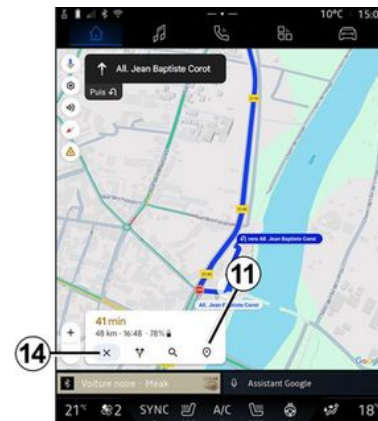 10°C 15:0
All. Jean Baptiste Corot
Puis
vers All. Jean Baptiste Corot
11
All. Jean Baptiste Corot
41 min
48 km · 16:48 · 78%
14
Google
Voiture noire · Meak
Assistant Google
21° 2 SYNC A/C 18°